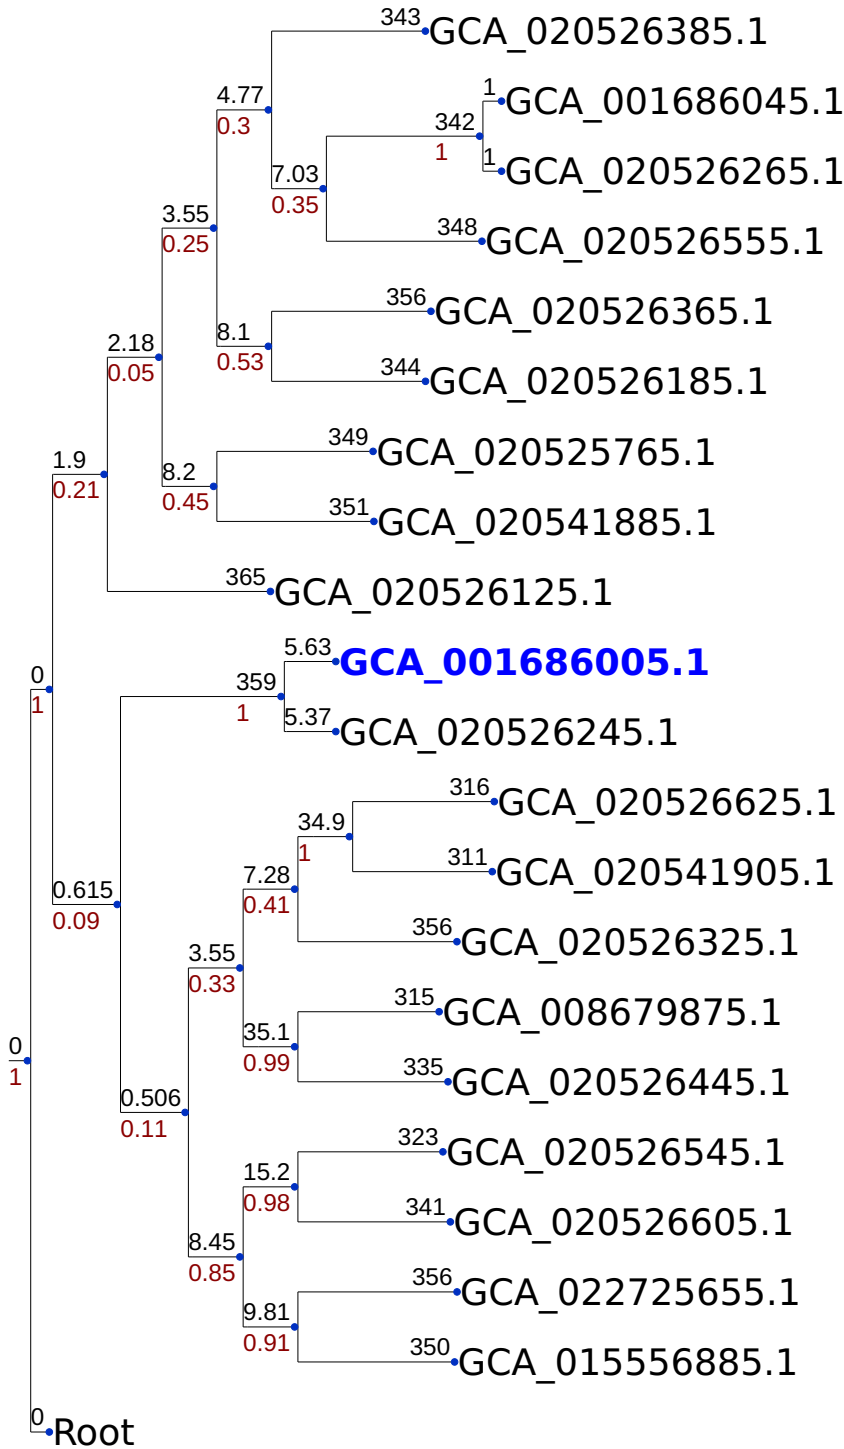 343
GCA_020526385.1
4.77
0.3
1
GCA_001686045.1
342
1
7.03
0.35
1
GCA_020526265.1
3.55
0.25
348
GCA_020526555.1
356
GCA_020526365.1
8.1
0.53
2.18
0.05
344
GCA_020526185.1
349
GCA_020525765.1
1.9
0.21
8.2
0.45
351
GCA_020541885.1
365
GCA_020526125.1
5.63
GCA_001686005.1
0
1
359
1
5.37
GCA_020526245.1
316
GCA_020526625.1
34.9
1
311
GCA_020541905.1
0.615
0.09
7.28
0.41
356
GCA_020526325.1
3.55
0.33
315
GCA_008679875.1
0
1
35.1
0.99
335
GCA_020526445.1
0.506
0.11
323
GCA_020526545.1
15.2
0.98
341
GCA_020526605.1
8.45
0.85
356
GCA_022725655.1
9.81
0.91
350
GCA_015556885.1
0
Root